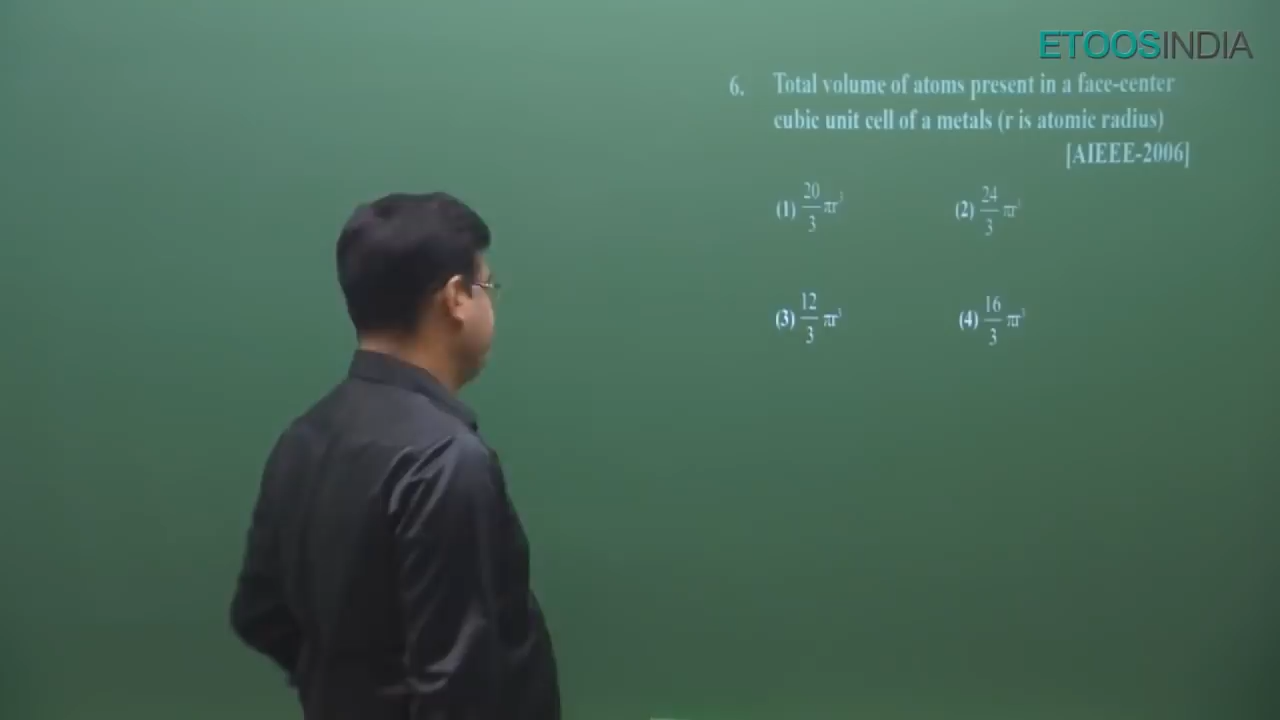 ETOOSINDIA
6. Total volume of atoms present in a face-center
cubic unit cell of a metals (r is atomic radius)
[AIEEE-2006]
(1) 20/3 πr³ (2) 24/3 πr³
(3) 12/3 πr³ (4) 16/3 πr³